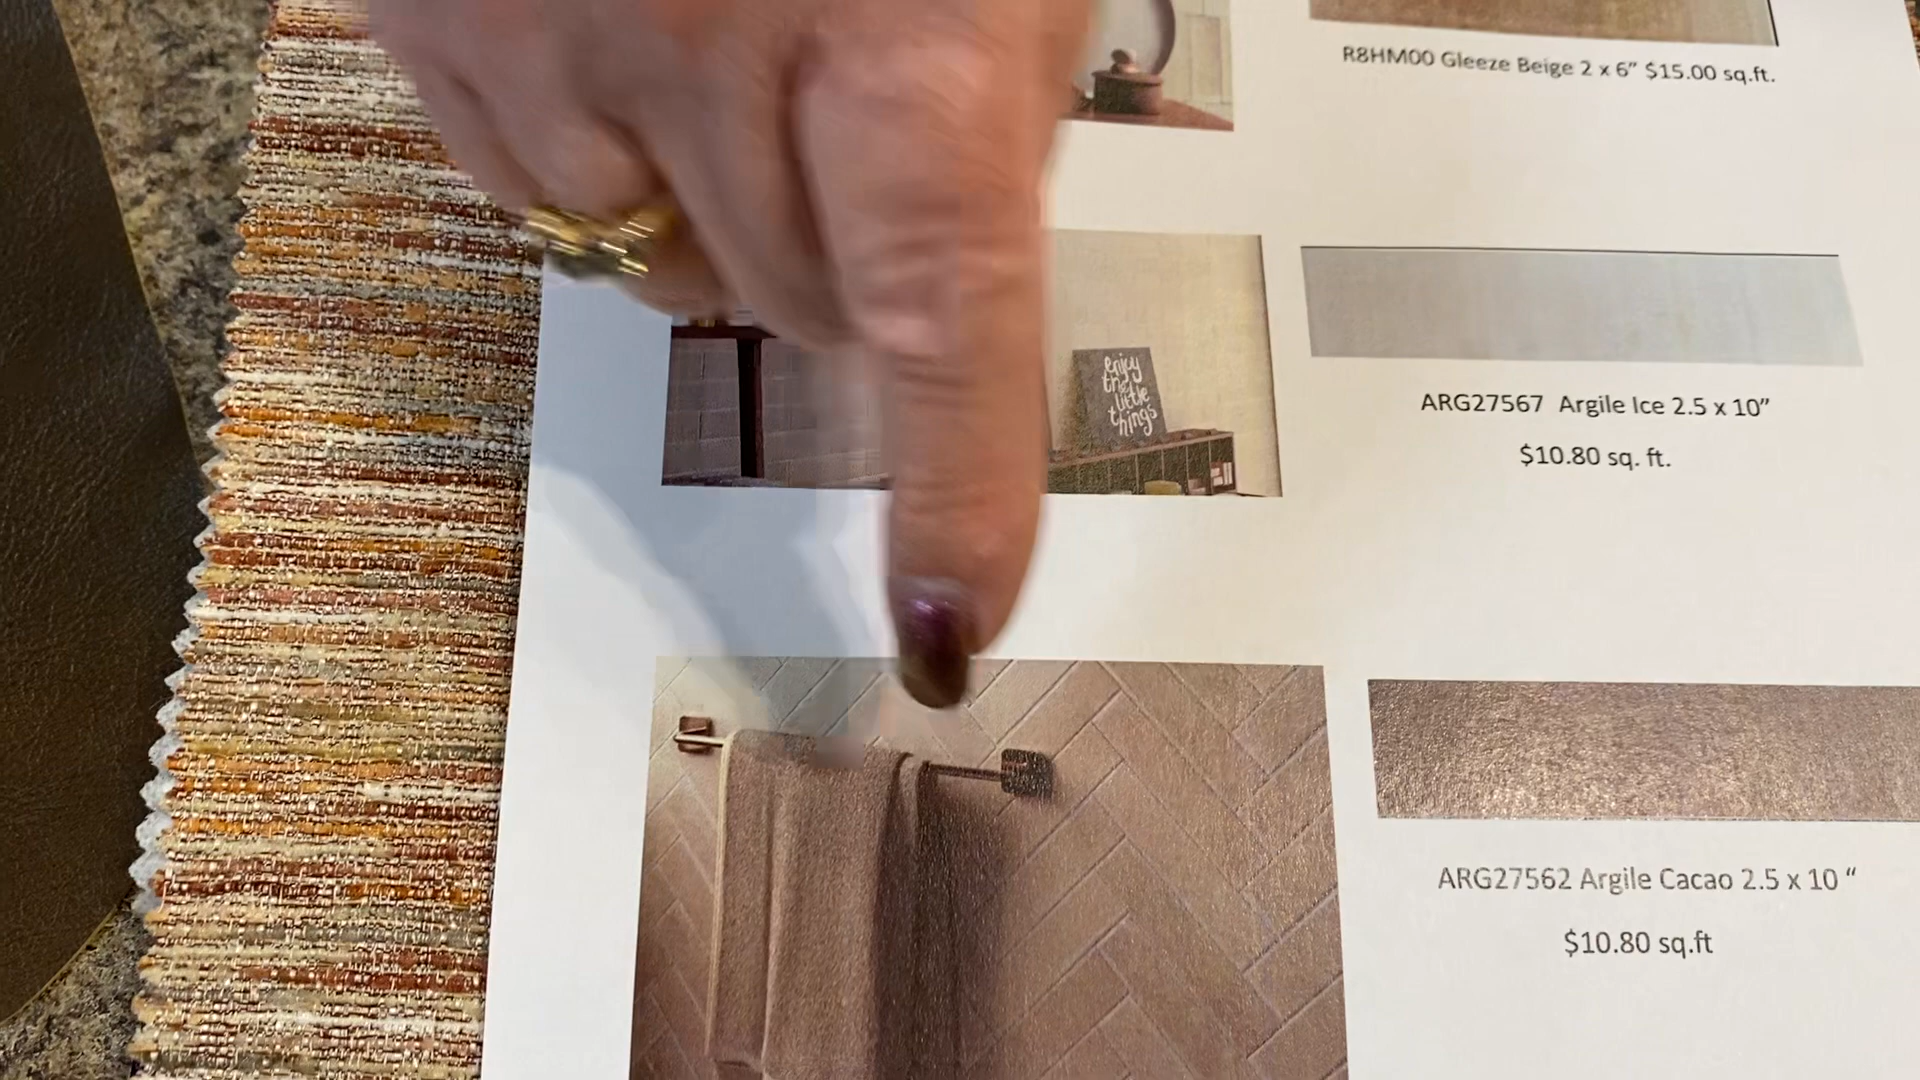 R8HM00 Gleeze Beige 2 x 6” $15.00 sq.ft.
enjoy
the
little
things
ARG27567 Argile Ice 2.5 x 10”
$10.80 sq. ft.
ARG27562 Argile Cacao 2.5 x 10 “
$10.80 sq.ft